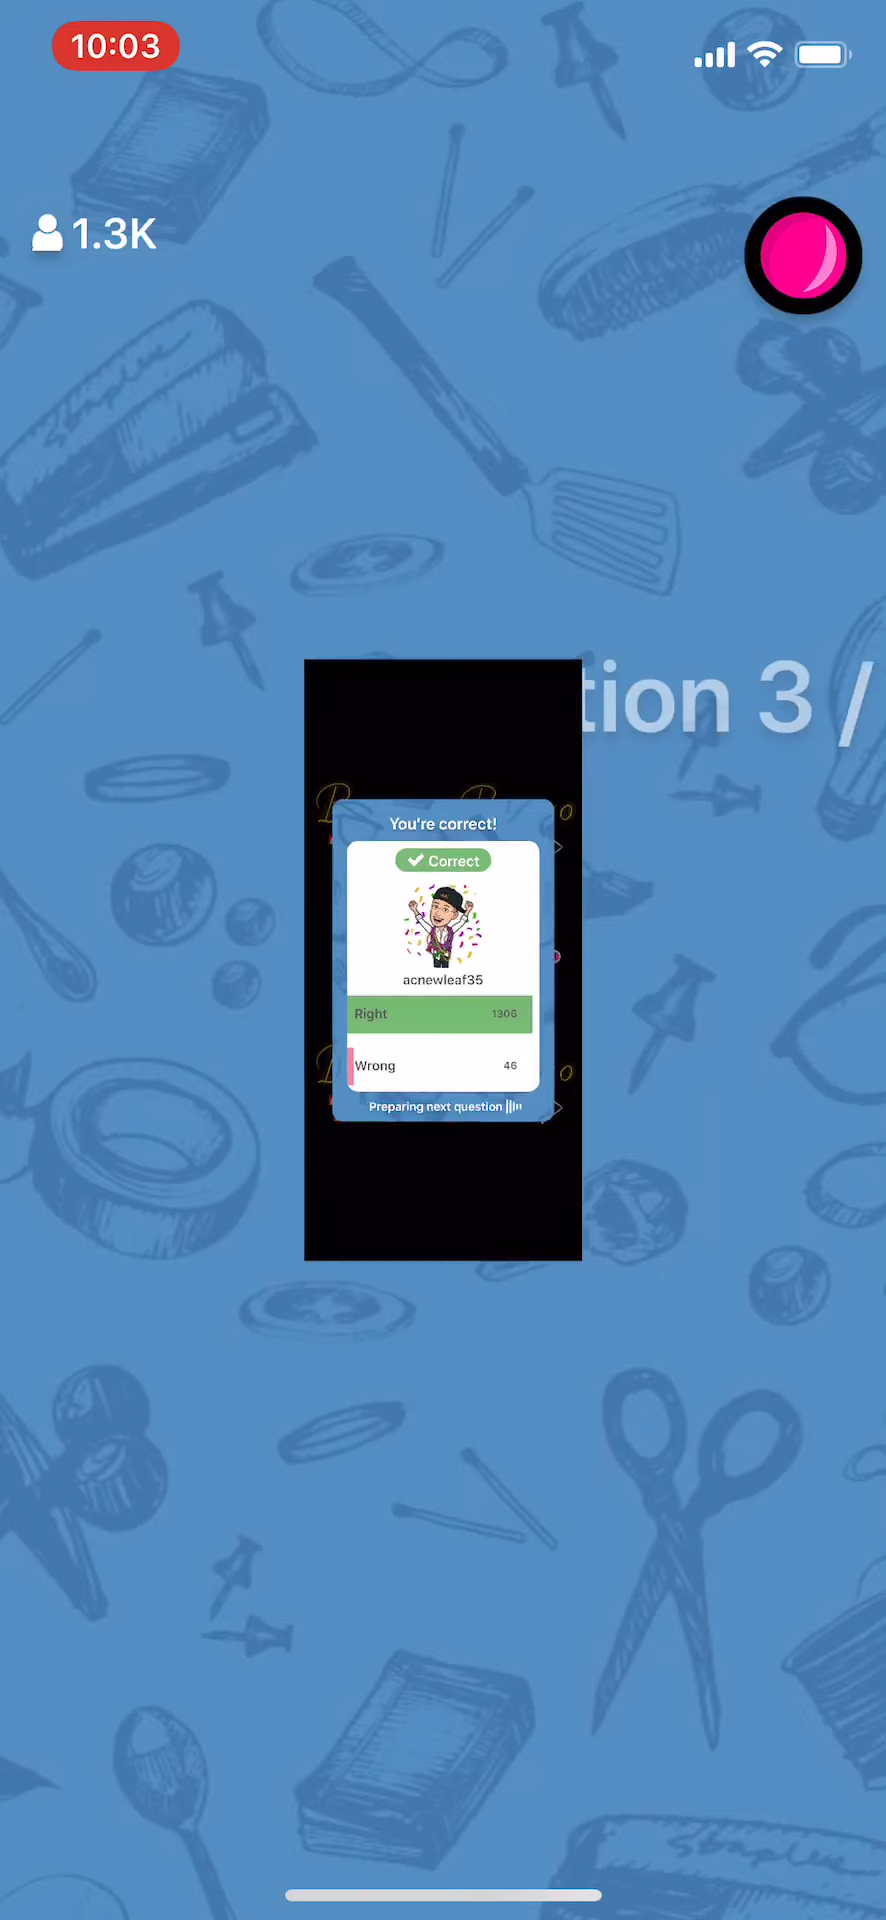 10:03
1.3K
tion 3 /
You're correct!
Correct
acnewleaf35
Right 1306
Wrong 46
Preparing next question